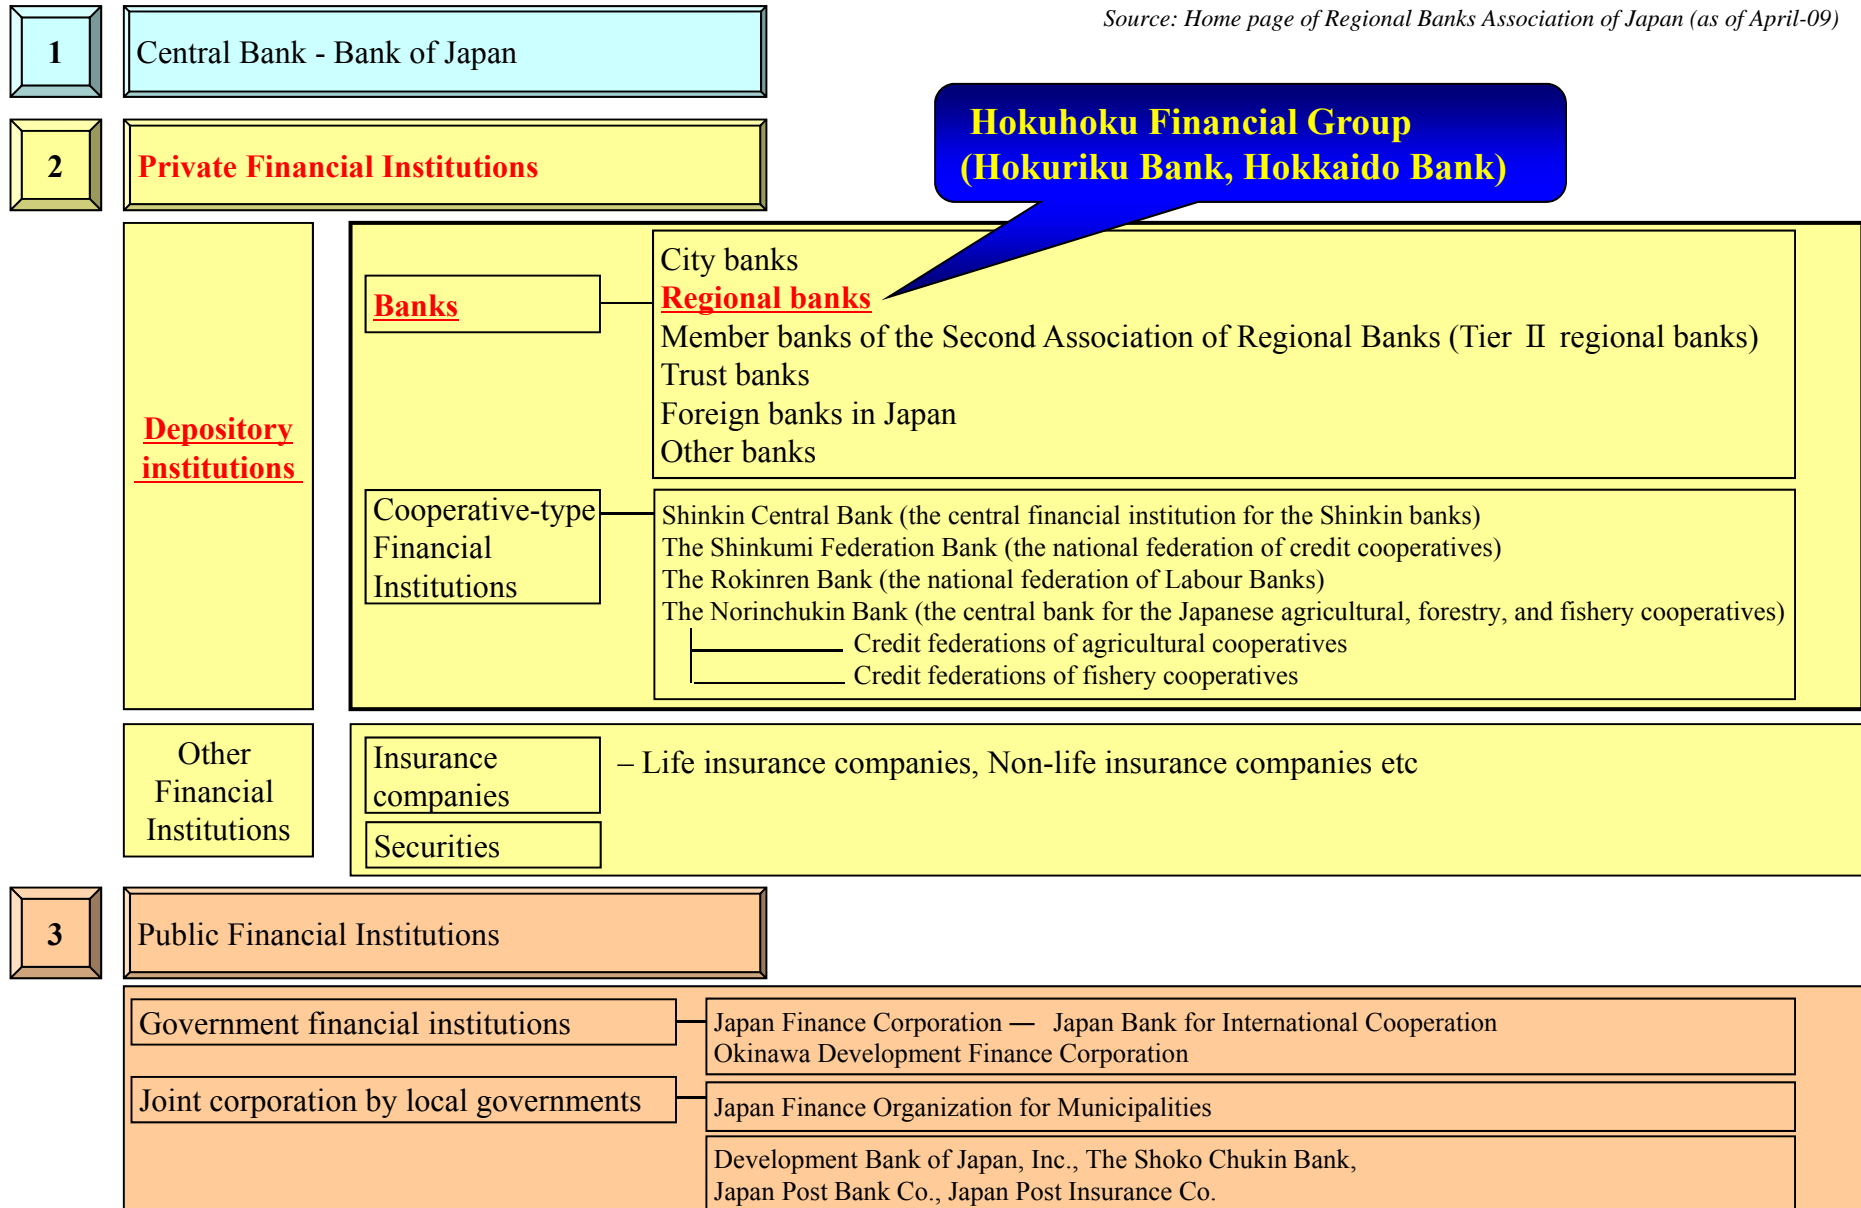 Source: Home page of Regional Banks Association of Japan (as of April-09)
1
Central Bank - Bank of Japan
Hokuhoku Financial Group
(Hokuriku Bank, Hokkaido Bank)
2
Private Financial Institutions
Depository
institutions
Banks
City banks
Regional banks
Member banks of the Second Association of Regional Banks (Tier Ⅱ regional banks)
Trust banks
Foreign banks in Japan
Other banks
Cooperative-type
Financial
Institutions
Shinkin Central Bank (the central financial institution for the Shinkin banks)
The Shinkumi Federation Bank (the national federation of credit cooperatives)
The Rokinren Bank (the national federation of Labour Banks)
The Norinchukin Bank (the central bank for the Japanese agricultural, forestry, and fishery cooperatives)
Credit federations of agricultural cooperatives
Credit federations of fishery cooperatives
Other
Financial
Institutions
Insurance
companies
– Life insurance companies, Non-life insurance companies etc
Securities
3
Public Financial Institutions
Government financial institutions
Japan Finance Corporation — Japan Bank for International Cooperation
Okinawa Development Finance Corporation
Joint corporation by local governments
Japan Finance Organization for Municipalities
Development Bank of Japan, Inc., The Shoko Chukin Bank,
Japan Post Bank Co., Japan Post Insurance Co.